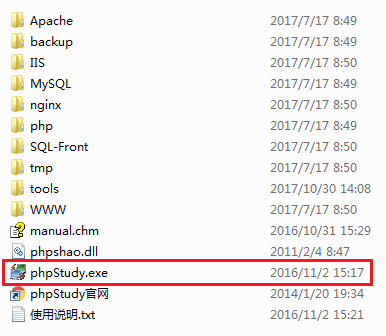 Apache 2017/7/17 8:49
backup 2017/7/17 8:49
IIS 2017/7/17 8:50
MySQL 2017/7/17 8:49
nginx 2017/7/17 8:50
php 2017/7/17 8:49
SQL-Front 2017/7/17 8:50
tmp 2017/7/17 8:50
tools 2017/10/30 14:08
WWW 2017/7/17 8:50
manual.chm 2016/10/31 15:29
phpshao.dll 2011/2/4 8:47
phpStudy.exe 2016/11/2 15:17
phpStudy官网 2014/1/20 19:34
使用说明.txt 2016/11/2 15:21